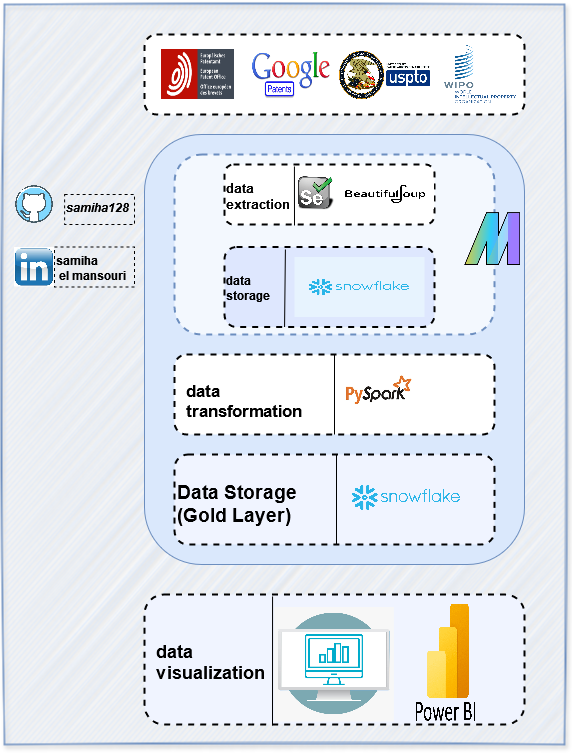 Europäisches
Patentamt
European
Patent Office
Office européen
des brevets
Google
Patents
uspto
WIPO
WORLD
INTELLECTUAL PROPERTY
ORGANIZATION
data
extraction
Se
BeautifulSoup
samiha128
samiha
el mansouri
data
storage
snowflake
data
transformation
PySpark
Data Storage
(Gold Layer)
snowflake
in
data
visualization
Power BI